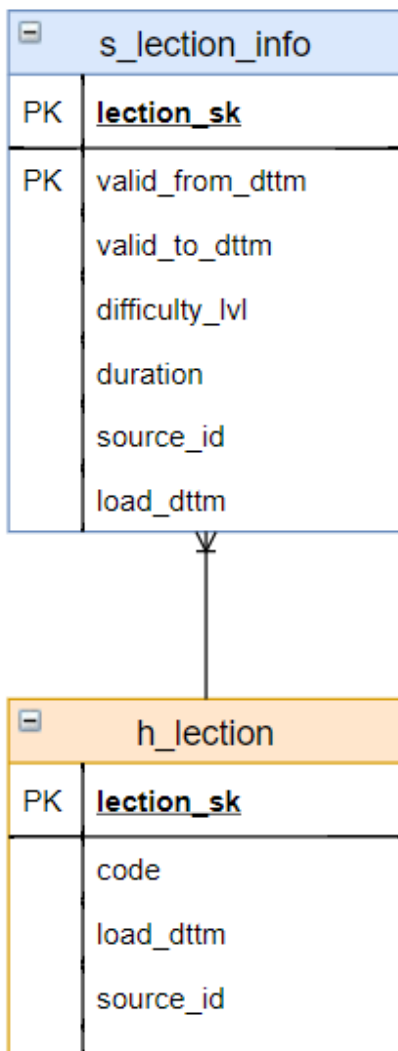 s_lection_info
PK lection_sk
PK valid_from_dttm
valid_to_dttm
difficulty_lvl
duration
source_id
load_dttm
h_lection
PK lection_sk
code
load_dttm
source_id